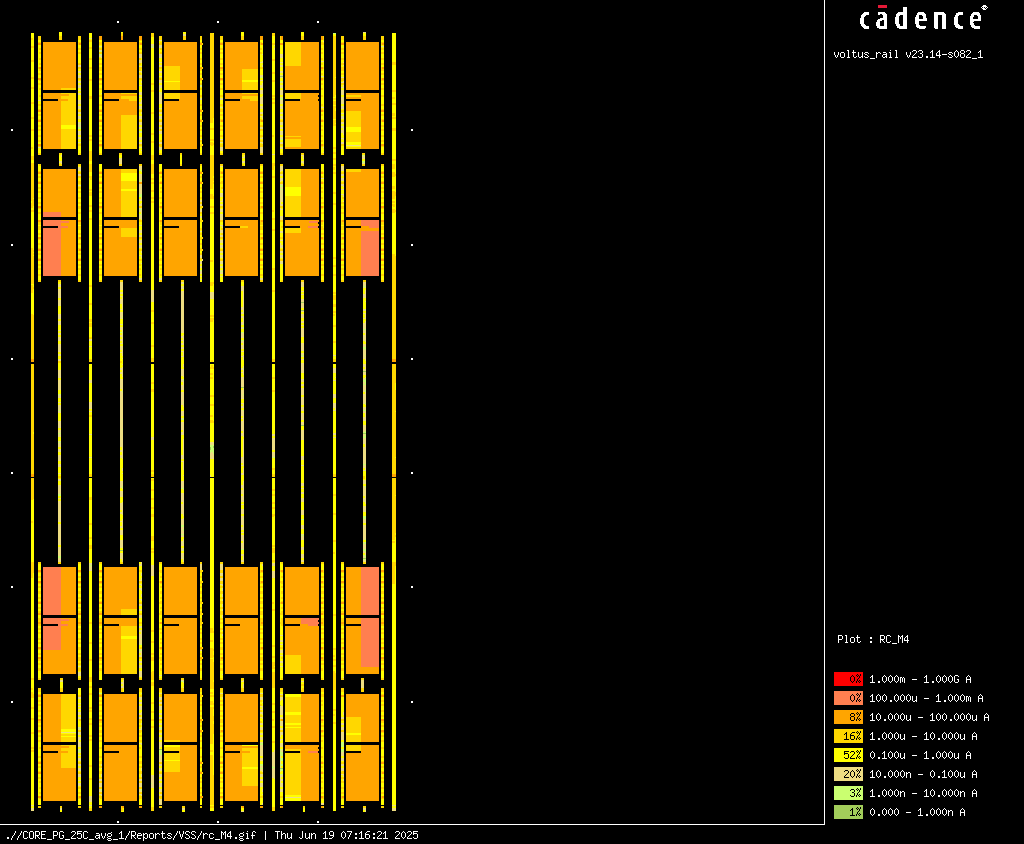 cādence®
voltus_rail v23.14-s082_1
Plot : RC_M4
0% 1.000m - 1.000G A
0% 100.000u - 1.000m A
8% 10.000u - 100.000u A
16% 1.000u - 10.000u A
52% 0.100u - 1.000u A
20% 10.000n - 0.100u A
3% 1.000n - 10.000n A
1% 0.000 - 1.000n A
.//CORE_PG_25C_avg_1/Reports/VSS/rc_M4.gif | Thu Jun 19 07:16:21 2025